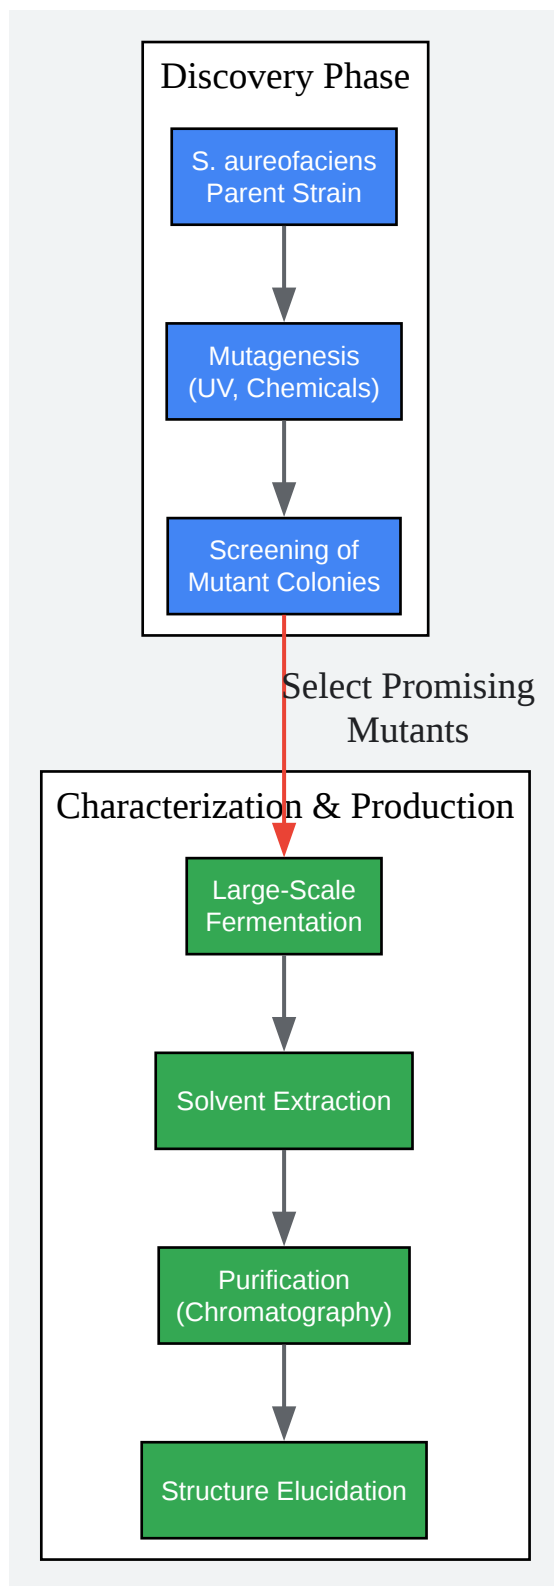 Discovery Phase
S. aureofaciens
Parent Strain
Mutagenesis
(UV, Chemicals)
Screening of
Mutant Colonies
Select Promising
Mutants
Characterization & Production
Large-Scale
Fermentation
Solvent Extraction
Purification
(Chromatography)
Structure Elucidation